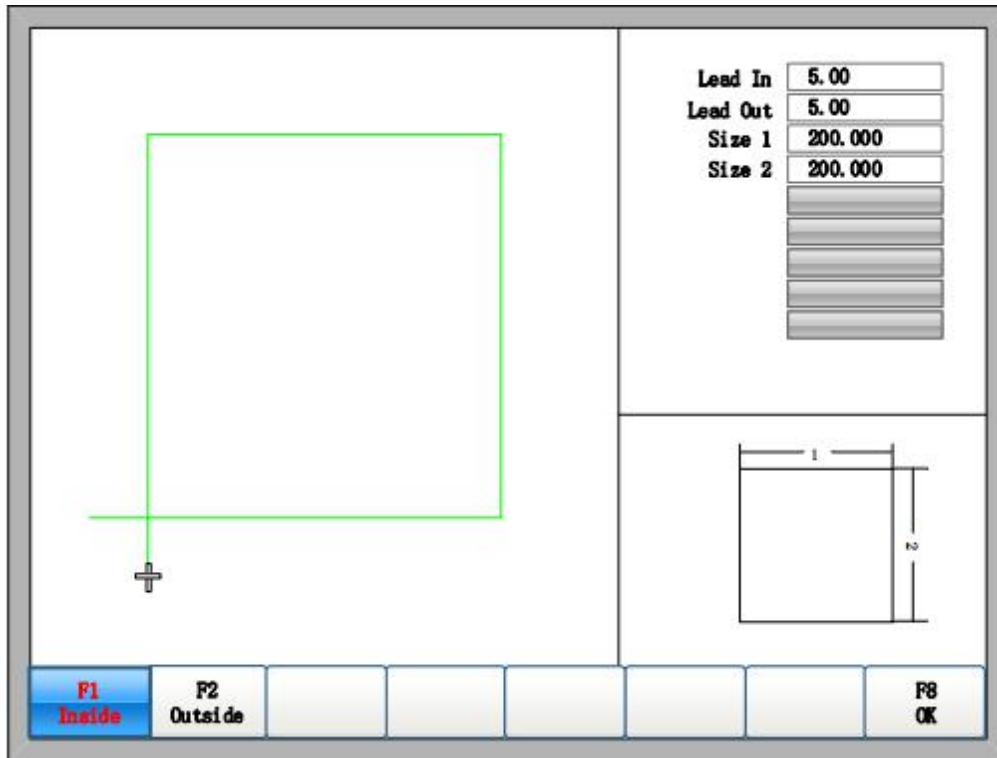 Lead In 5.00
Lead Out 5.00
Size 1 200.000
Size 2 200.000
1
2
F1 F2 F8
Inside Outside OK